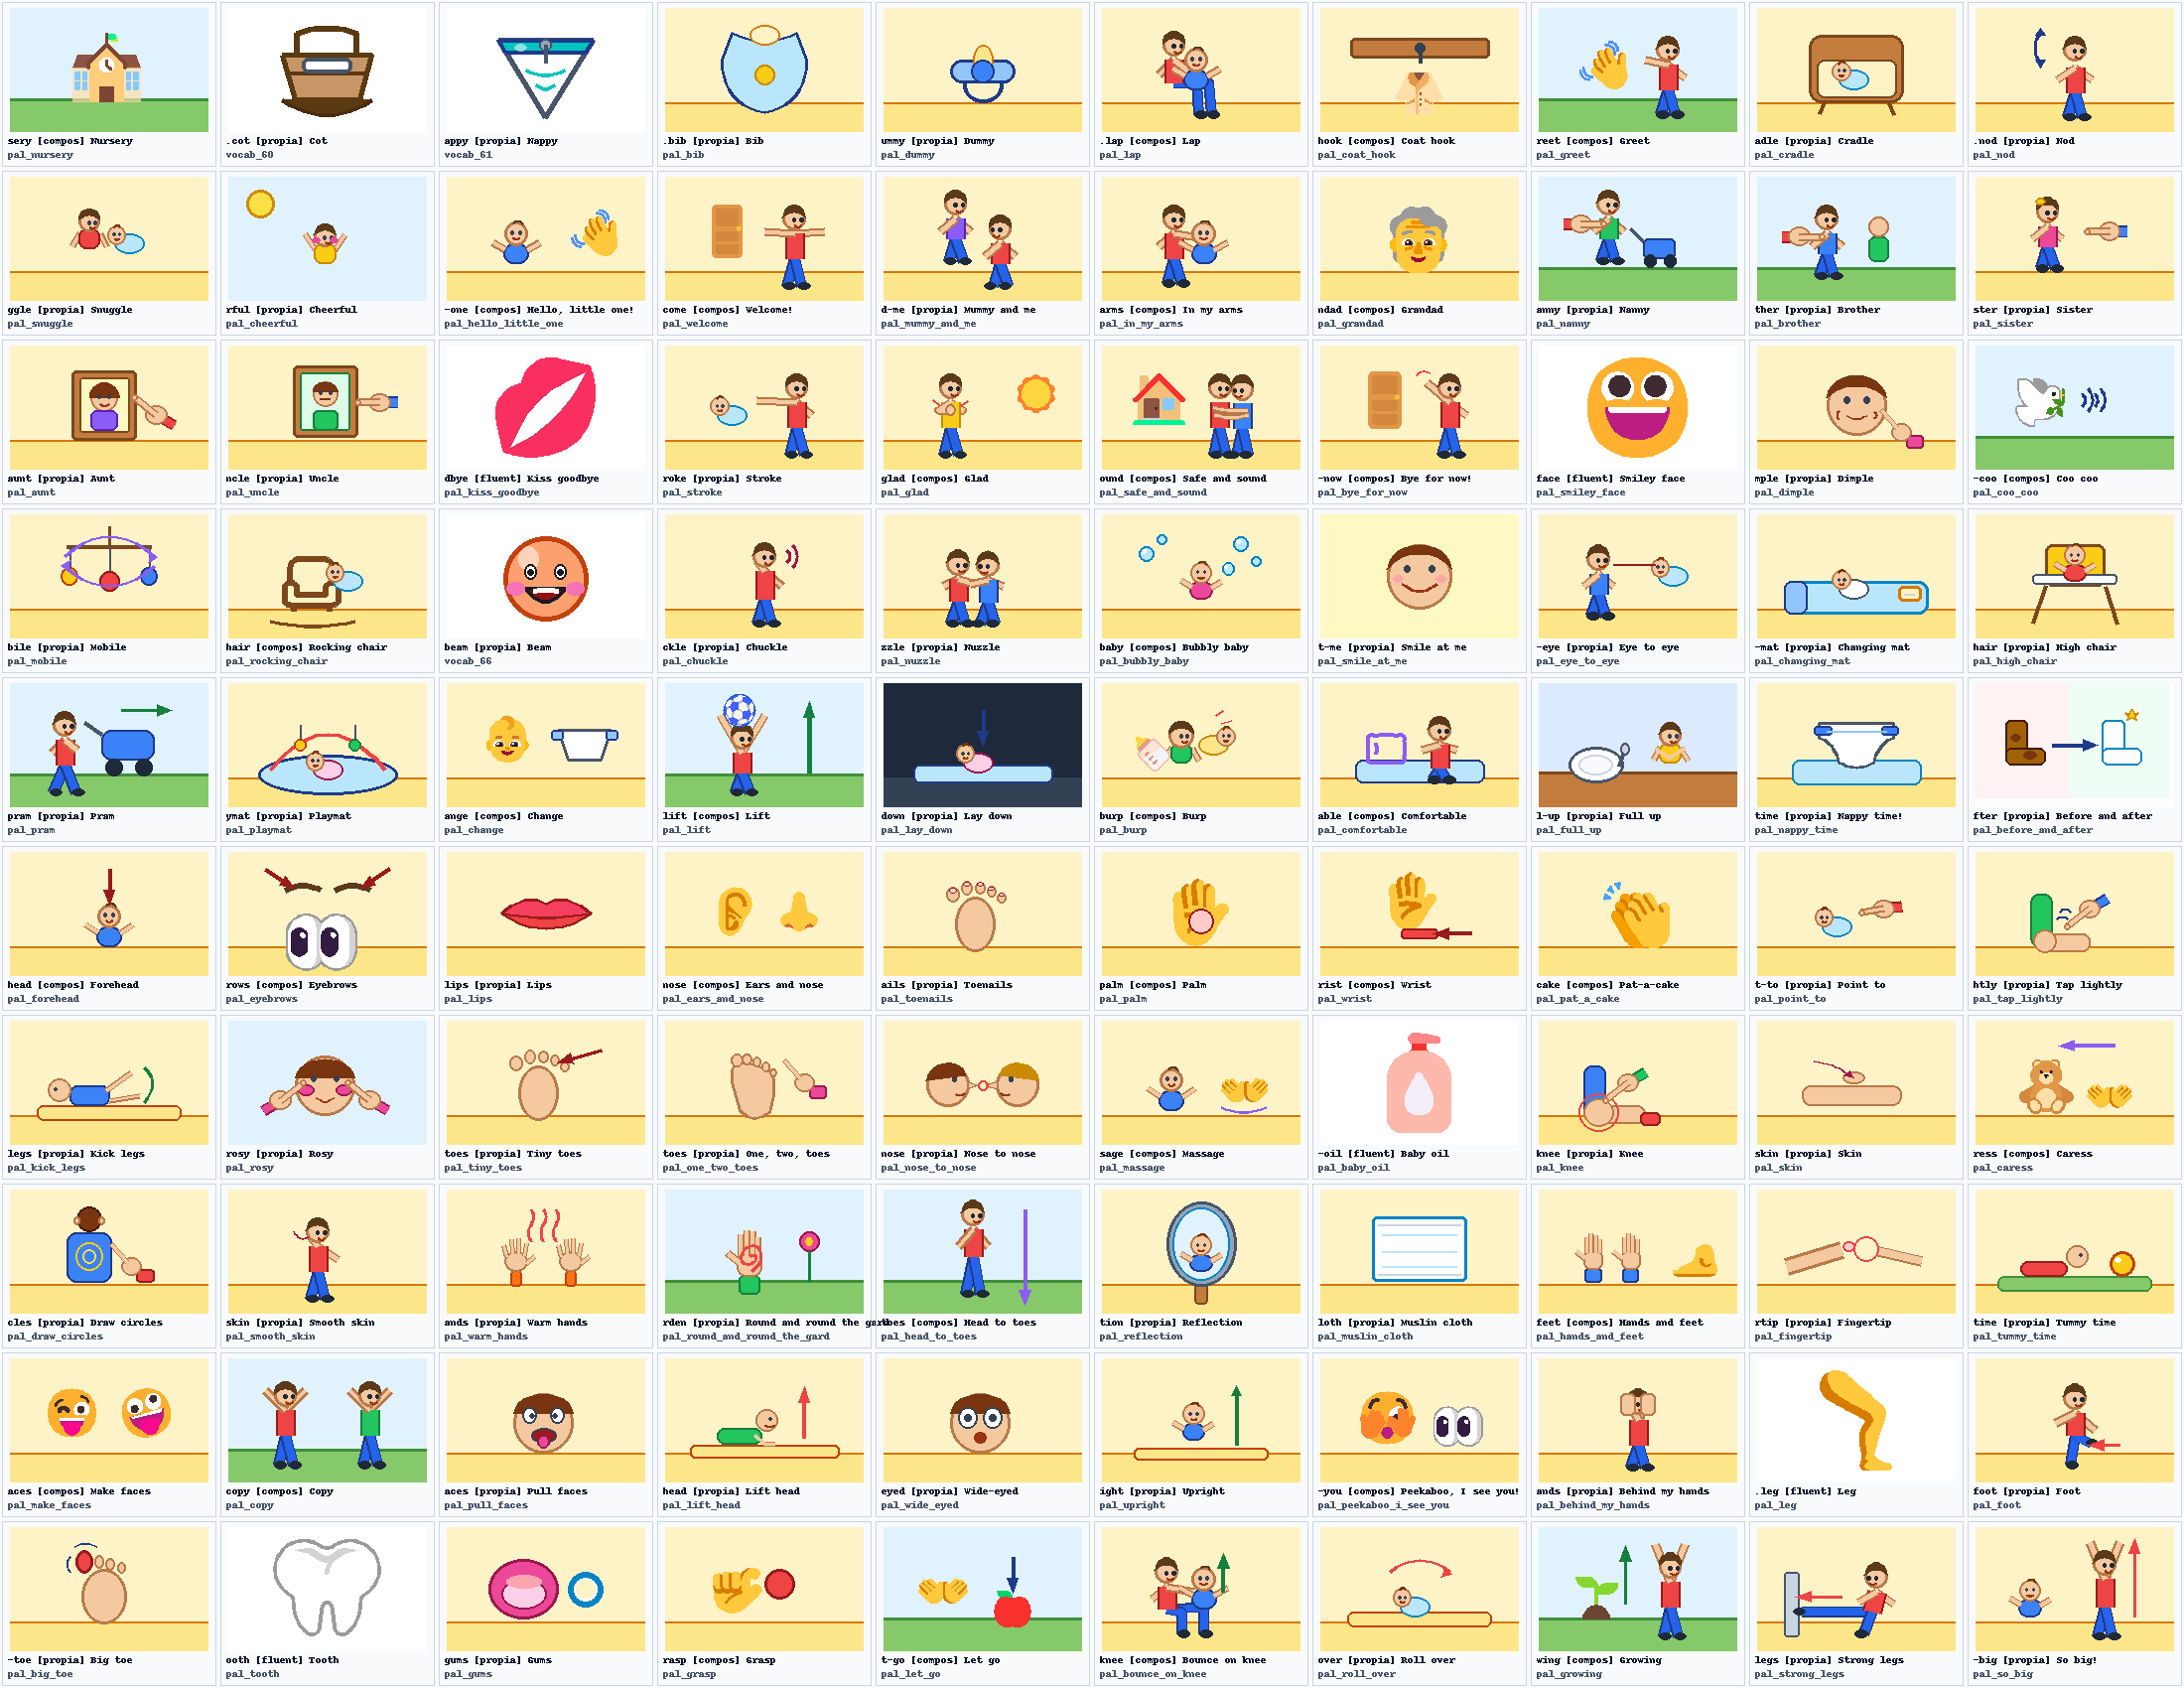 sery [compos] Nursery
pal_nursery
.cot [propia] Cot
vocab_60
appy [propia] Nappy
vocab_61
.bib [propia] Bib
pal_bib
ummy [propia] Dummy
pal_dummy
.lap [compos] Lap
pal_lap
hook [compos] Coat hook
pal_coat_hook
reet [compos] Greet
pal_greet
adle [propia] Cradle
pal_cradle
.nod [propia] Nod
pal_nod
ggle [propia] Snuggle
pal_snuggle
rful [propia] Cheerful
pal_cheerful
-one [compos] Hello, little one!
pal_hello_little_one
come [compos] Welcome!
pal_welcome
d-me [propia] Mummy and me
pal_mummy_and_me
arms [compos] In my arms
pal_in_my_arms
ndad [compos] Grandad
pal_grandad
anny [propia] Nanny
pal_nanny
ther [propia] Brother
pal_brother
ster [propia] Sister
pal_sister
aunt [propia] Aunt
pal_aunt
ncle [propia] Uncle
pal_uncle
dbye [fluent] Kiss goodbye
pal_kiss_goodbye
roke [propia] Stroke
pal_stroke
glad [compos] Glad
pal_glad
ound [compos] Safe and sound
pal_safe_and_sound
-now [compos] Bye for now!
pal_bye_for_now
face [fluent] Smiley face
pal_smiley_face
mple [propia] Dimple
pal_dimple
-coo [compos] Coo coo
pal_coo_coo
bile [propia] Mobile
pal_mobile
hair [compos] Rocking chair
pal_rocking_chair
beam [propia] Beam
vocab_66
ckle [propia] Chuckle
pal_chuckle
zzle [propia] Nuzzle
pal_nuzzle
baby [compos] Bubbly baby
pal_bubbly_baby
t-me [propia] Smile at me
pal_smile_at_me
-eye [propia] Eye to eye
pal_eye_to_eye
-mat [propia] Changing mat
pal_changing_mat
hair [propia] High chair
pal_high_chair
pram [propia] Pram
pal_pram
ymat [propia] Playmat
pal_playmat
ange [compos] Change
pal_change
lift [compos] Lift
pal_lift
down [propia] Lay down
pal_lay_down
burp [compos] Burp
pal_burp
able [compos] Comfortable
pal_comfortable
l-up [propia] Full up
pal_full_up
time [propia] Nappy time!
pal_nappy_time
fter [propia] Before and after
pal_before_and_after
head [compos] Forehead
pal_forehead
rows [compos] Eyebrows
pal_eyebrows
lips [propia] Lips
pal_lips
nose [compos] Ears and nose
pal_ears_and_nose
ails [propia] Toenails
pal_toenails
palm [compos] Palm
pal_palm
rist [compos] Wrist
pal_wrist
cake [compos] Pat-a-cake
pal_pat_a_cake
t-to [propia] Point to
pal_point_to
htly [propia] Tap lightly
pal_tap_lightly
legs [propia] Kick legs
pal_kick_legs
rosy [propia] Rosy
pal_rosy
toes [propia] Tiny toes
pal_tiny_toes
toes [propia] One, two, toes
pal_one_two_toes
nose [propia] Nose to nose
pal_nose_to_nose
sage [compos] Massage
pal_massage
-oil [fluent] Baby oil
pal_baby_oil
knee [propia] Knee
pal_knee
skin [propia] Skin
pal_skin
ress [compos] Caress
pal_caress
cles [propia] Draw circles
pal_draw_circles
skin [propia] Smooth skin
pal_smooth_skin
ands [propia] Warm hands
pal_warm_hands
rden [propia] Round and round the gard
pal_round_and_round_the_gard
toes [compos] Head to toes
pal_head_to_toes
tion [propia] Reflection
pal_reflection
loth [propia] Muslin cloth
pal_muslin_cloth
feet [compos] Hands and feet
pal_hands_and_feet
rtip [propia] Fingertip
pal_fingertip
time [propia] Tummy time
pal_tummy_time
aces [compos] Make faces
pal_make_faces
copy [compos] Copy
pal_copy
aces [propia] Pull faces
pal_pull_faces
head [propia] Lift head
pal_lift_head
eyed [propia] Wide-eyed
pal_wide_eyed
ight [propia] Upright
pal_upright
-you [compos] Peekaboo, I see you!
pal_peekaboo_i_see_you
ands [propia] Behind my hands
pal_behind_my_hands
.leg [fluent] Leg
pal_leg
foot [propia] Foot
pal_foot
-toe [propia] Big toe
pal_big_toe
ooth [fluent] Tooth
pal_tooth
gums [propia] Gums
pal_gums
rasp [compos] Grasp
pal_grasp
t-go [compos] Let go
pal_let_go
knee [compos] Bounce on knee
pal_bounce_on_knee
over [propia] Roll over
pal_roll_over
wing [compos] Growing
pal_growing
legs [propia] Strong legs
pal_strong_legs
-big [propia] So big!
pal_so_big